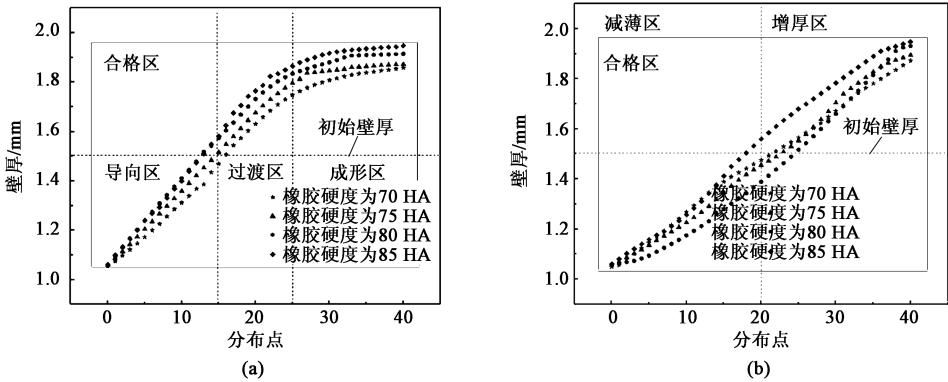 2.0
合格区
1.8
1.6
初始壁厚
壁厚/mm
1.4
导向区 过渡区 成形区
橡胶硬度为70 HA
1.2
橡胶硬度为75 HA
橡胶硬度为80 HA
橡胶硬度为85 HA
1.0
0 10 20 30 40
分布点
(a)
减薄区 增厚区
2.0
合格区
1.8
1.6
初始壁厚
壁厚/mm
1.4
橡胶硬度为70 HA
橡胶硬度为75 HA
1.2
橡胶硬度为80 HA
橡胶硬度为85 HA
1.0
0 10 20 30 40
分布点
(b)